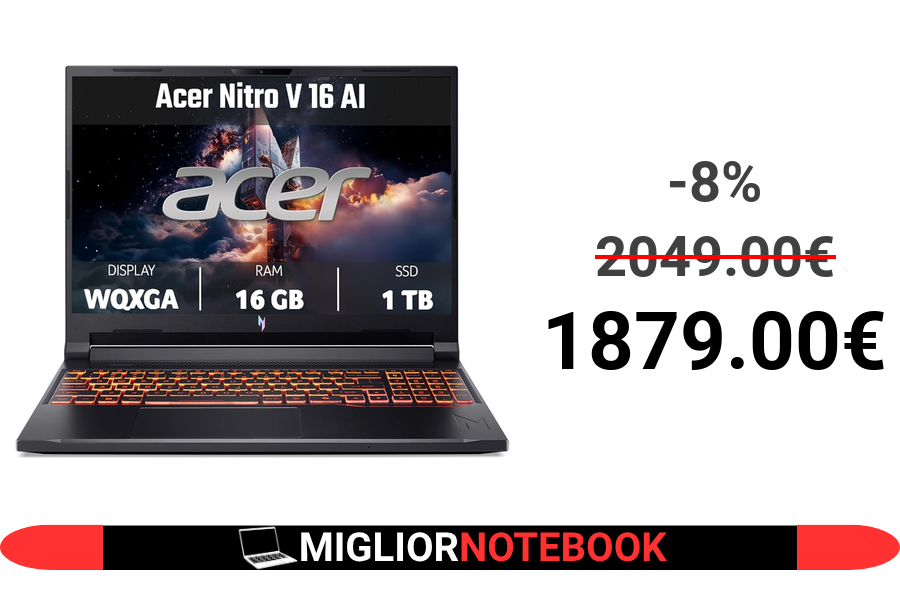 Acer Nitro V 16 AI
acer
DISPLAY
WQXGA
RAM
16 GB
SSD
1 TB
-8%
2049.00€
1879.00€
MIGLIORNOTEBOOK